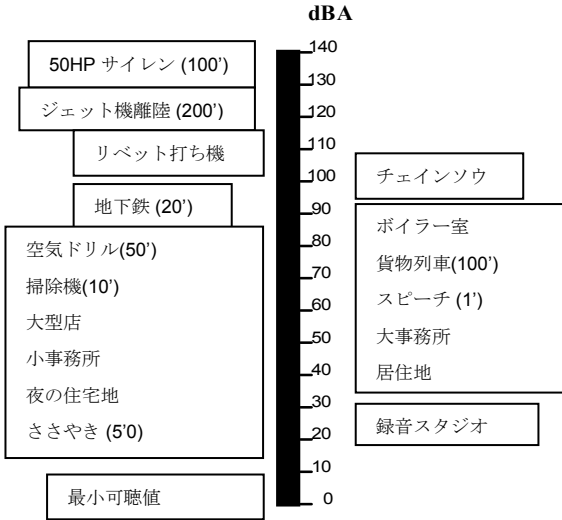 dBA
50HP サイレン (100’)
ジェット機離陸 (200’)
リベット打ち機
地下鉄 (20’)
空気ドリル(50’)
掃除機(10’)
大型店
小事務所
夜の住宅地
ささやき (5’0)
最小可聴値
140
130
120
110
100
90
80
70
60
50
40
30
20
10
0
チェインソウ
ボイラー室
貨物列車(100’)
スピーチ (1’)
大事務所
居住地
録音スタジオ